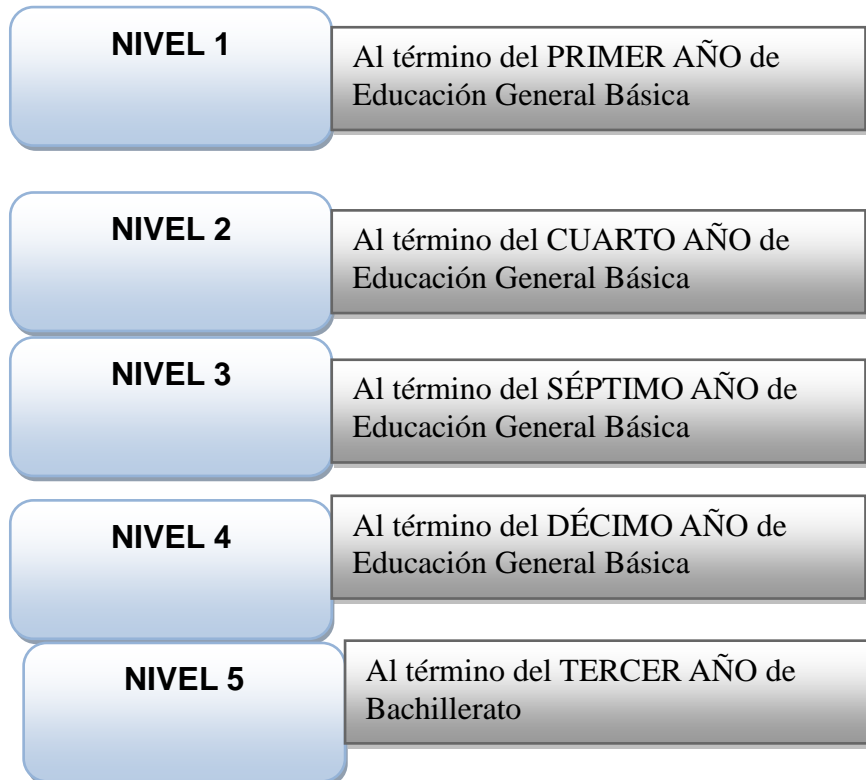 NIVEL 1
Al término del PRIMER AÑO de
Educación General Básica
NIVEL 2
Al término del CUARTO AÑO de
Educación General Básica
NIVEL 3
Al término del SÉPTIMO AÑO de
Educación General Básica
NIVEL 4
Al término del DÉCIMO AÑO de
Educación General Básica
NIVEL 5
Al término del TERCER AÑO de
Bachillerato